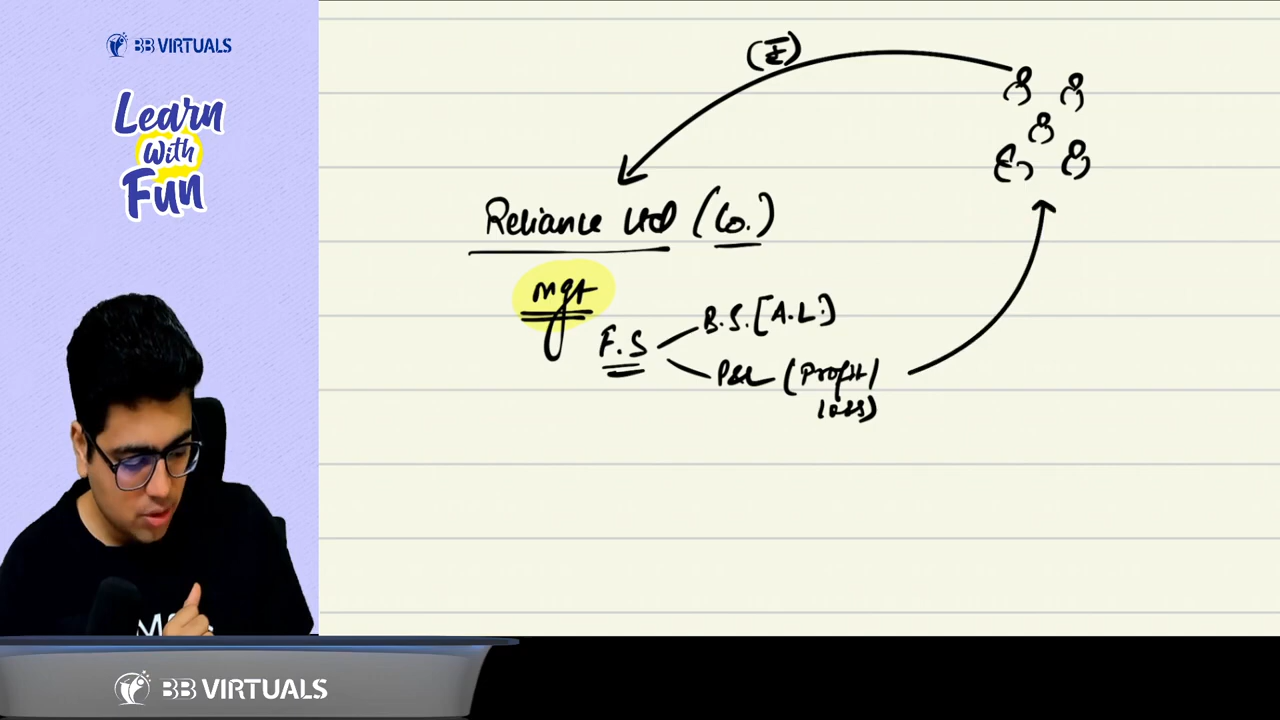 BB VIRTUALS
Learn
With
Fun
(₹)
Reliance Ltd (Co.)
mgt
F.S
B.S. [A.L.]
P&L (Profit/
loss)
BB VIRTUALS